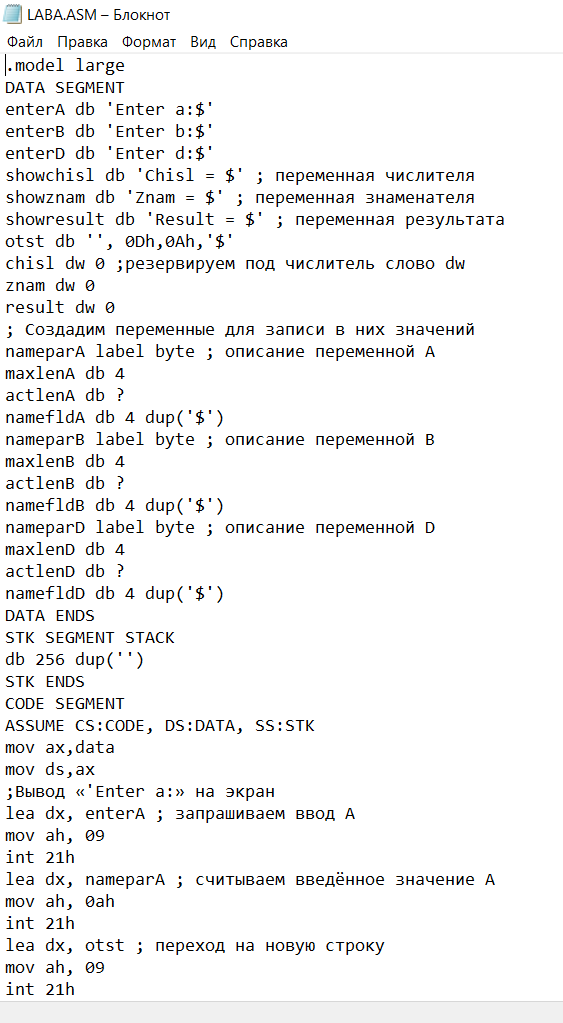 LABA.ASM – Блокнот
Файл Правка Формат Вид Справка
.model large
DATA SEGMENT
enterA db 'Enter a:$'
enterB db 'Enter b:$'
enterD db 'Enter d:$'
showchisl db 'Chisl = $' ; переменная числителя
showznam db 'Znam = $' ; переменная знаменателя
showresult db 'Result = $' ; переменная результата
otst db '', 0Dh,0Ah,'$'
chisl dw 0 ;резервируем под числитель слово dw
znam dw 0
result dw 0
; Создадим переменные для записи в них значений
nameparA label byte ; описание переменной A
maxlenA db 4
actlenA db ?
namefldA db 4 dup('$')
nameparB label byte ; описание переменной B
maxlenB db 4
actlenB db ?
namefldB db 4 dup('$')
nameparD label byte ; описание переменной D
maxlenD db 4
actlenD db ?
namefldD db 4 dup('$')
DATA ENDS
STK SEGMENT STACK
db 256 dup('')
STK ENDS
CODE SEGMENT
ASSUME CS:CODE, DS:DATA, SS:STK
mov ax,data
mov ds,ax
;Вывод «'Enter a:» на экран
lea dx, enterA ; запрашиваем ввод A
mov ah, 09
int 21h
lea dx, nameparA ; считываем введённое значение A
mov ah, 0ah
int 21h
lea dx, otst ; переход на новую строку
mov ah, 09
int 21h